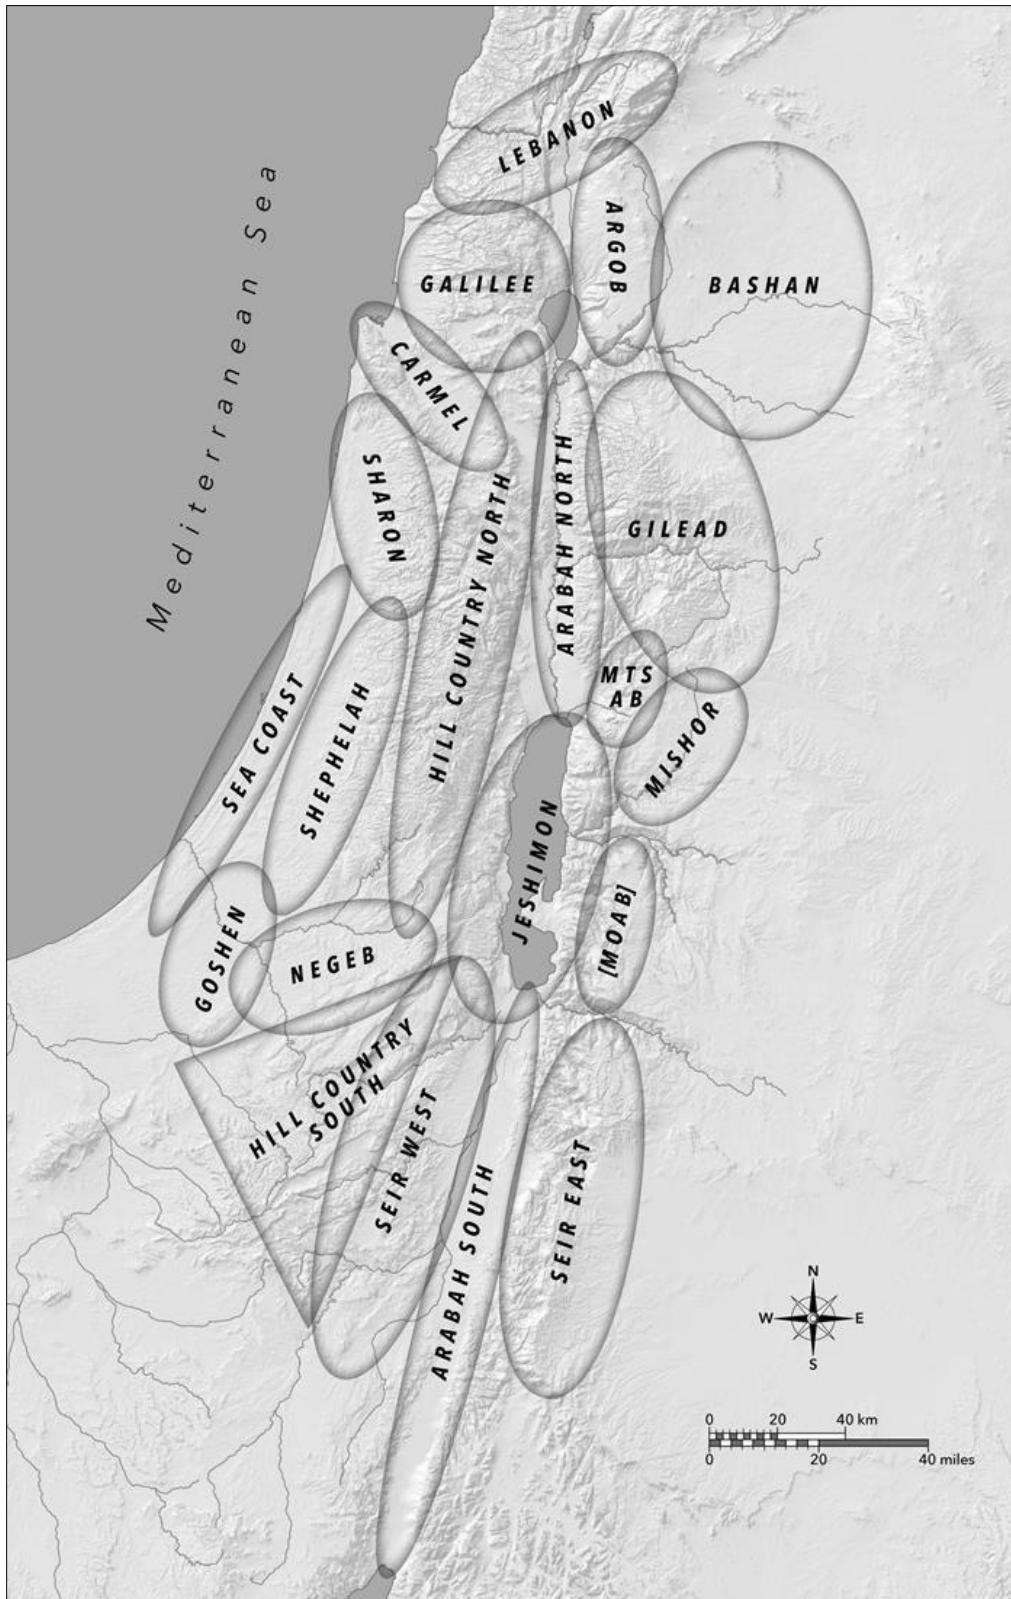 LEBANON
Mediterranean Sea
ARGOB
GALILEE
BASHAN
CARMEL
SHARON
HILL COUNTRY NORTH
ARABAH NORTH
GILEAD
MTS
AB
MISHOR
SEA COAST
SHEPHELAH
JESHIMON
[MOAB]
GOSHEN
NEGEB
HILL COUNTRY
SOUTH
SEIR WEST
ARABAH SOUTH
SEIR EAST
N
W E
S
0 20 40 km
0 20 40 miles